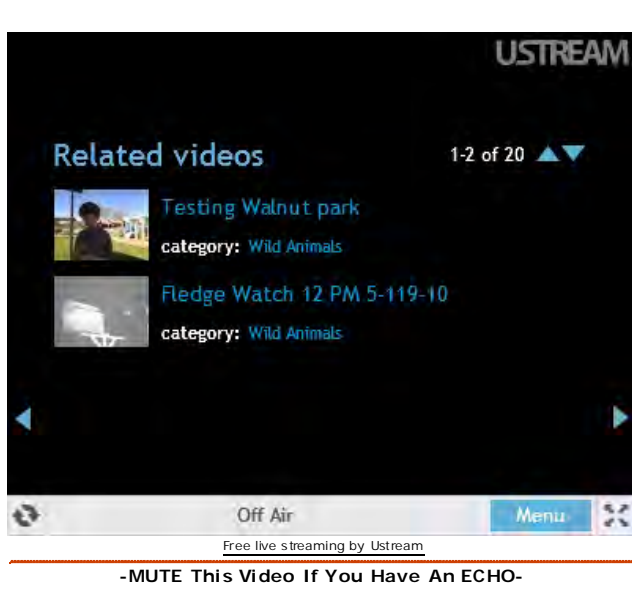 USTREAM
Related videos
1-2 of 20
Testing Walnut park
category: Wild Animals
Fledge Watch 12 PM 5-119-10
category: Wild Animals
Off Air
Menu
Free live streaming by Ustream
-MUTE This Video If You Have An ECHO-